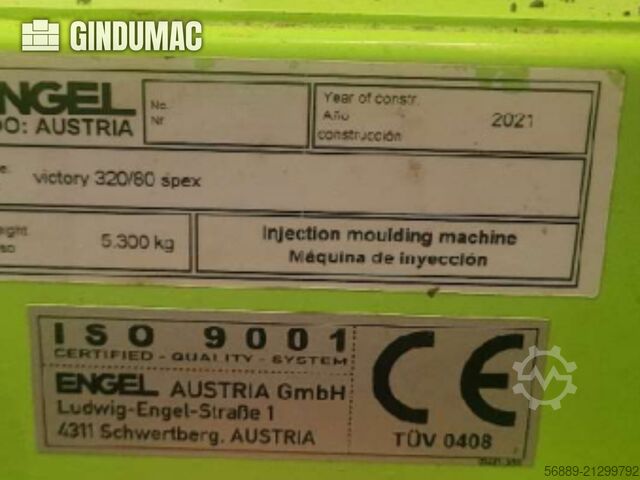 GINDUMAC
ENGEL
DO: AUSTRIA
No.
Nr
Year of constr.
Año
construcción
2021
victory 320/80 spex
5.300 kg
Injection moulding machine
Máquina de inyección
ISO 9001
CERTIFIED - QUALITY - SYSTEM
ENGEL AUSTRIA GmbH
Ludwig-Engel-Straße 1
4311 Schwertberg, AUSTRIA
CE
TÜV 0408
56889-21299792